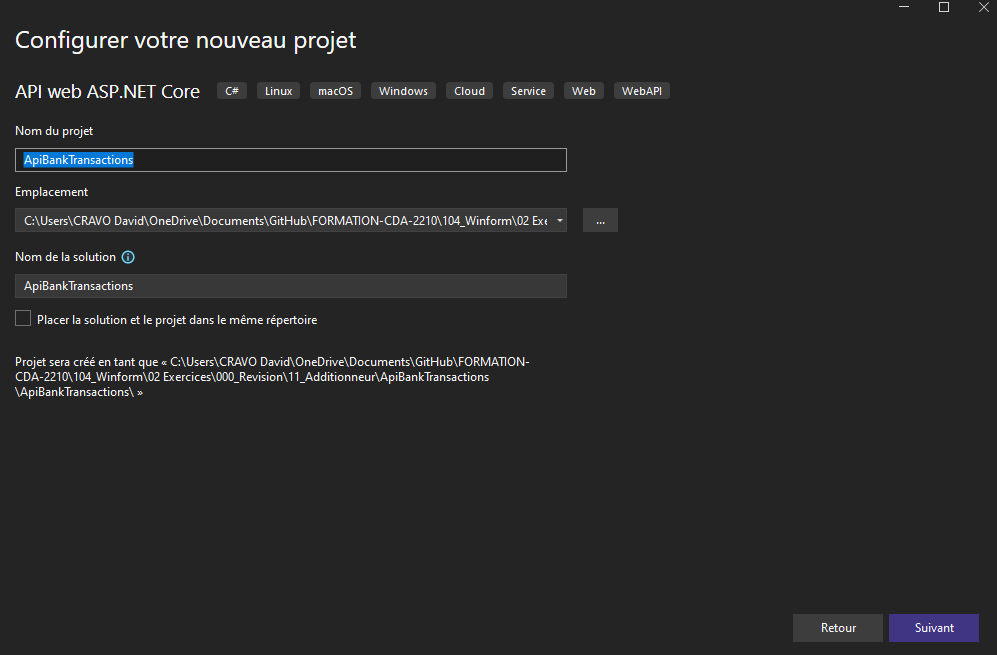 Configurer votre nouveau projet
API web ASP.NET Core C# Linux macOS Windows Cloud Service Web WebAPI
Nom du projet
ApiBankTransactions
Emplacement
C:\Users\CRAVO David\OneDrive\Documents\GitHub\FORMATION-CDA-2210\104_Winform\02 Exe ...
Nom de la solution
ApiBankTransactions
Placer la solution et le projet dans le même répertoire
Projet sera créé en tant que « C:\Users\CRAVO David\OneDrive\Documents\GitHub\FORMATION-
CDA-2210\104_Winform\02 Exercices\000_Revision\11_Additionneur\ApiBankTransactions
\ApiBankTransactions\ »
Retour Suivant